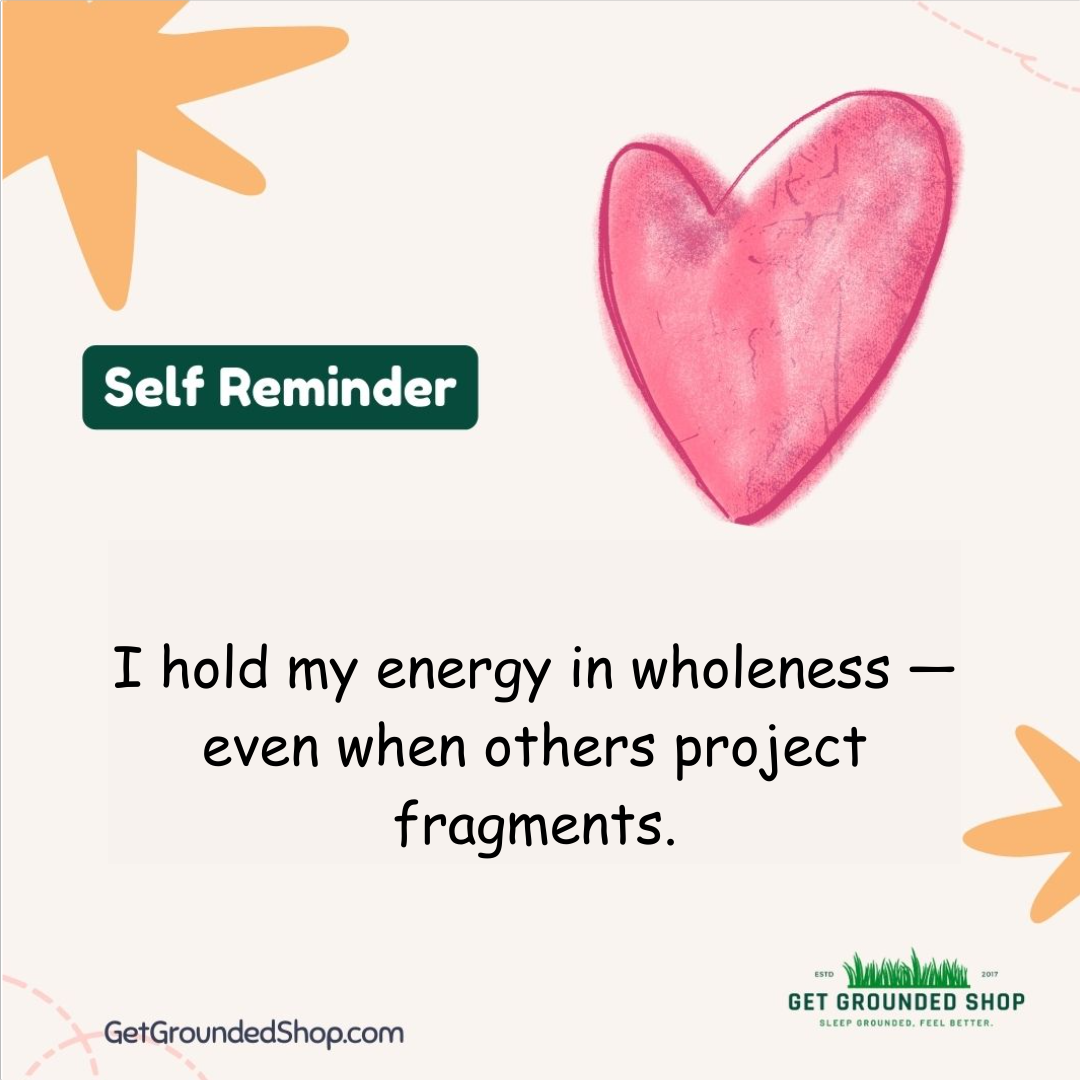 Self Reminder
I hold my energy in wholeness —
even when others project
fragments.
ESTD 2017
GET GROUNDED SHOP
SLEEP GROUNDED, FEEL BETTER.
GetGroundedShop.com